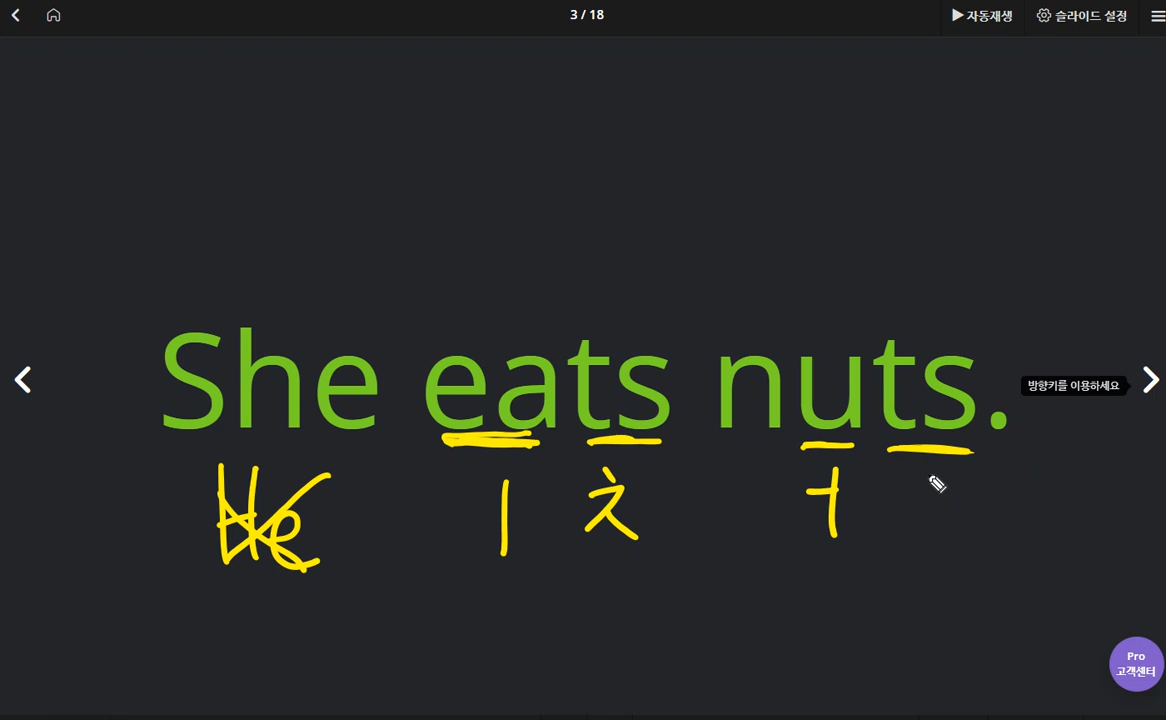 3 / 18
▶ 자동재생
슬라이드 설정
She eats nuts.
방향키를 이용하세요
He
ㅣ ㅊ ㅓ
Pro
고객센터